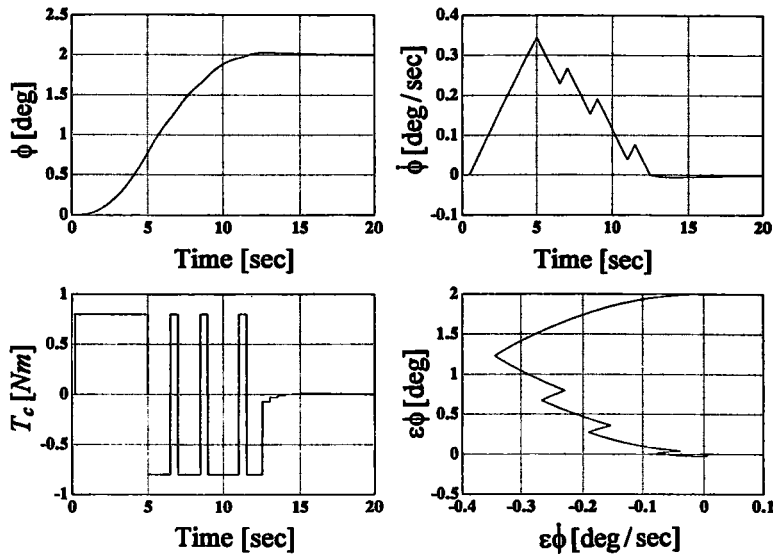 2.5
2
1.5
1
0.5
0
0 5 10 15 20
ϕ [deg]
Time [sec]
0.4
0.3
0.2
0.1
0
-0.1
0 5 10 15 20
ϕ̇ [deg/sec]
Time [sec]
1
0.5
0
-0.5
-1
0 5 10 15 20
T_c [Nm]
Time [sec]
2
1.5
1
0.5
0
-0.5
-0.4 -0.3 -0.2 -0.1 0 0.1
εϕ [deg]
εϕ̇ [deg/sec]